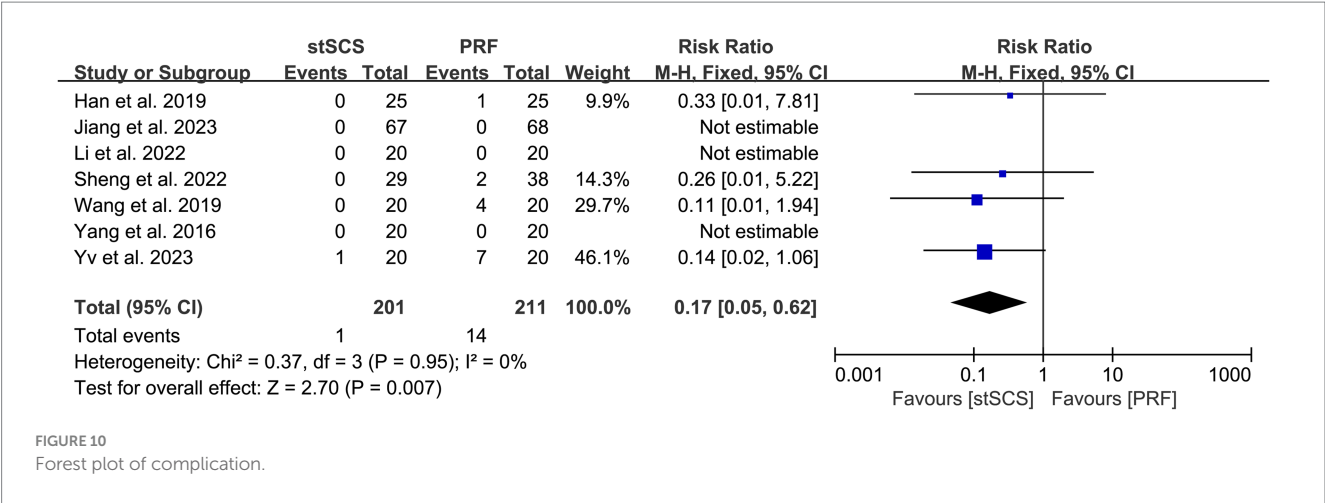 stSCS PRF Risk Ratio Risk Ratio
Study or Subgroup Events Total Events Total Weight M-H, Fixed, 95% CI M-H, Fixed, 95% CI
Han et al. 2019 0 25 1 25 9.9% 0.33 [0.01, 7.81]
Jiang et al. 2023 0 67 0 68 Not estimable
Li et al. 2022 0 20 0 20 Not estimable
Sheng et al. 2022 0 29 2 38 14.3% 0.26 [0.01, 5.22]
Wang et al. 2019 0 20 4 20 29.7% 0.11 [0.01, 1.94]
Yang et al. 2016 0 20 0 20 Not estimable
Yv et al. 2023 1 20 7 20 46.1% 0.14 [0.02, 1.06]
Total (95% CI) 201 211 100.0% 0.17 [0.05, 0.62]
Total events 1 14
Heterogeneity: Chi² = 0.37, df = 3 (P = 0.95); I² = 0%
Test for overall effect: Z = 2.70 (P = 0.007)
0.001 0.1 1 10 1000
Favours [stSCS] Favours [PRF]
FIGURE 10
Forest plot of complication.